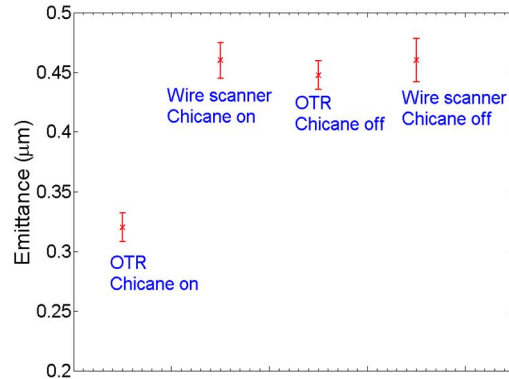 0.5
0.45
0.4
0.35
0.3
0.25
0.2
Emittance (μm)
OTR
Chicane on
Wire scanner
Chicane on
OTR
Chicane off
Wire scanner
Chicane off